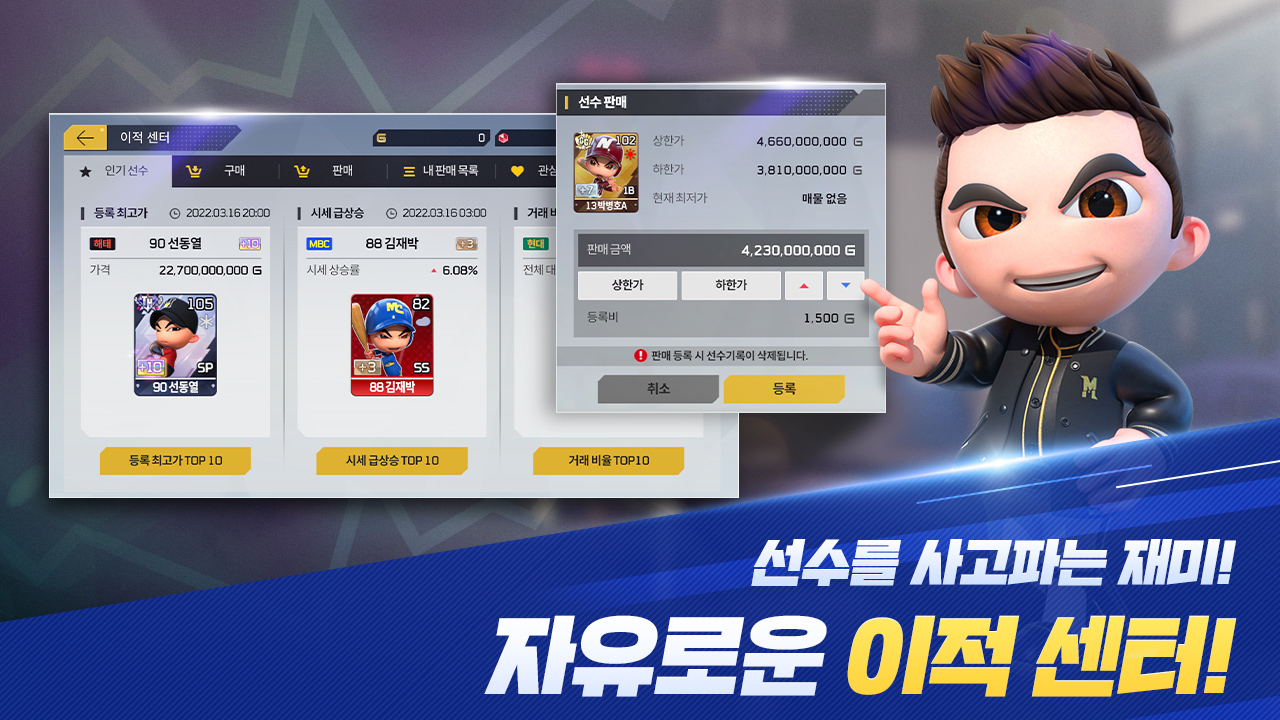 이적 센터
0
인기 선수
구매
판매
내 판매 목록
등록 최고가
2022.03.16 20:00
해태
90 선동열
+10
가격
22,700,000,000 G
105
+10
SP
90 선동열
등록 최고가 TOP 10
시세 급상승
2022.03.16 03:00
MBC
88 김재박
+3
시세 상승률
6.08%
82
MC
+3
SS
88 김재박
시세 급상승 TOP 10
현대
거래 비율 TOP10
선수 판매
102
+7
1B
13 박병호A
상한가
4,660,000,000 G
하한가
3,810,000,000 G
현재 최저가
매물 없음
판매 금액
4,230,000,000 G
상한가
하한가
등록비
1,500 G
판매 등록 시 선수기록이 삭제됩니다.
취소
등록
M
선수를 사고파는 재미!
자유로운 이적 센터!